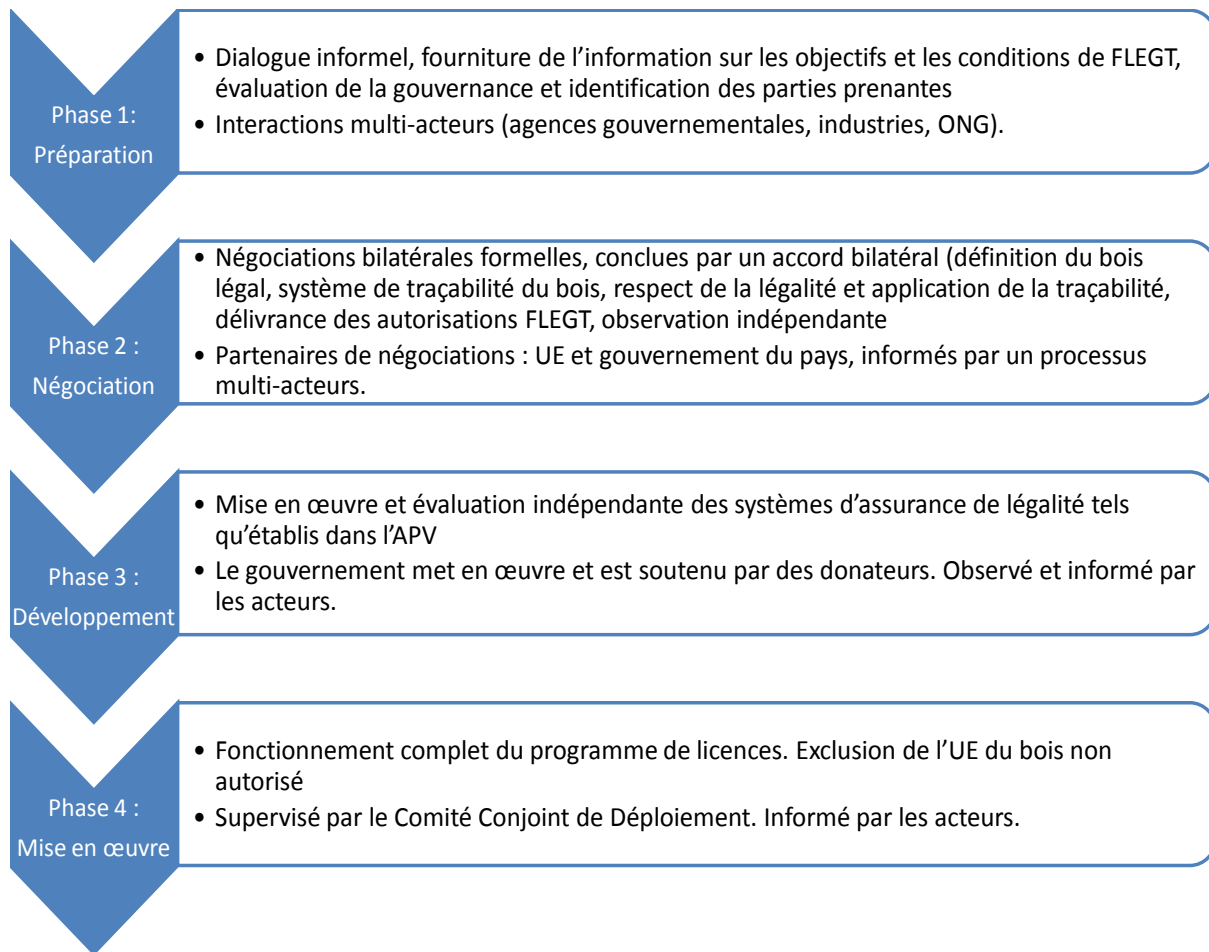 Phase 1:
Préparation
• Dialogue informel, fourniture de l’information sur les objectifs et les conditions de FLEGT,
évaluation de la gouvernance et identification des parties prenantes
• Interactions multi-acteurs (agences gouvernementales, industries, ONG).
Phase 2 :
Négociation
• Négociations bilatérales formelles, conclues par un accord bilatéral (définition du bois
légal, système de traçabilité du bois, respect de la légalité et application de la traçabilité,
délivrance des autorisations FLEGT, observation indépendante
• Partenaires de négociations : UE et gouvernement du pays, informés par un processus
multi-acteurs.
Phase 3 :
Développement
• Mise en œuvre et évaluation indépendante des systèmes d’assurance de légalité tels
qu’établis dans l’APV
• Le gouvernement met en œuvre et est soutenu par des donateurs. Observé et informé par
les acteurs.
Phase 4 :
Mise en œuvre
• Fonctionnement complet du programme de licences. Exclusion de l’UE du bois non
autorisé
• Supervisé par le Comité Conjoint de Déploiement. Informé par les acteurs.